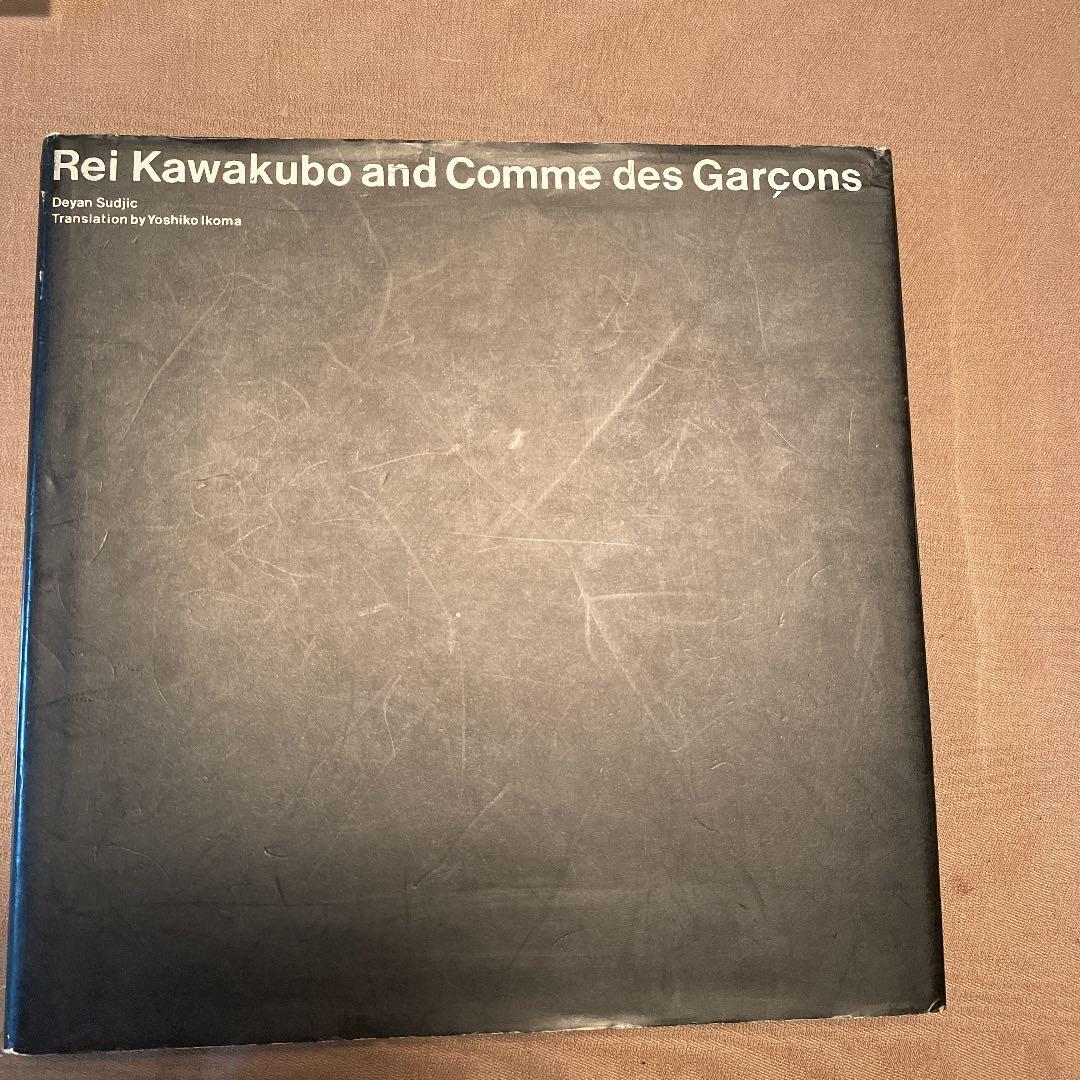 Rei Kawakubo and Comme des Garçons
Deyan Sudjic
Translation by Yoshiko Ikoma